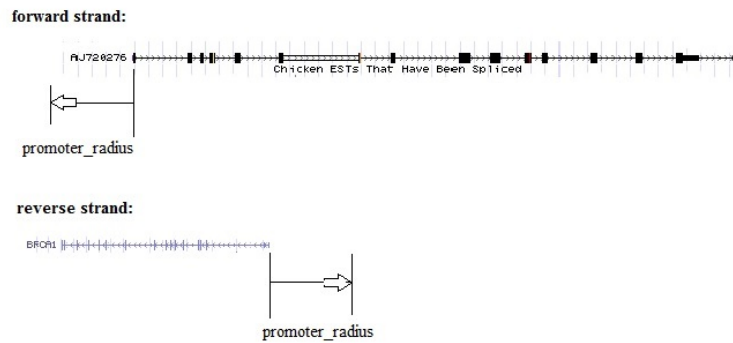 forward strand:
AJ720276
Chicken ESTs That Have Been Spliced
promoter_radius
reverse strand:
BRCA1
promoter_radius